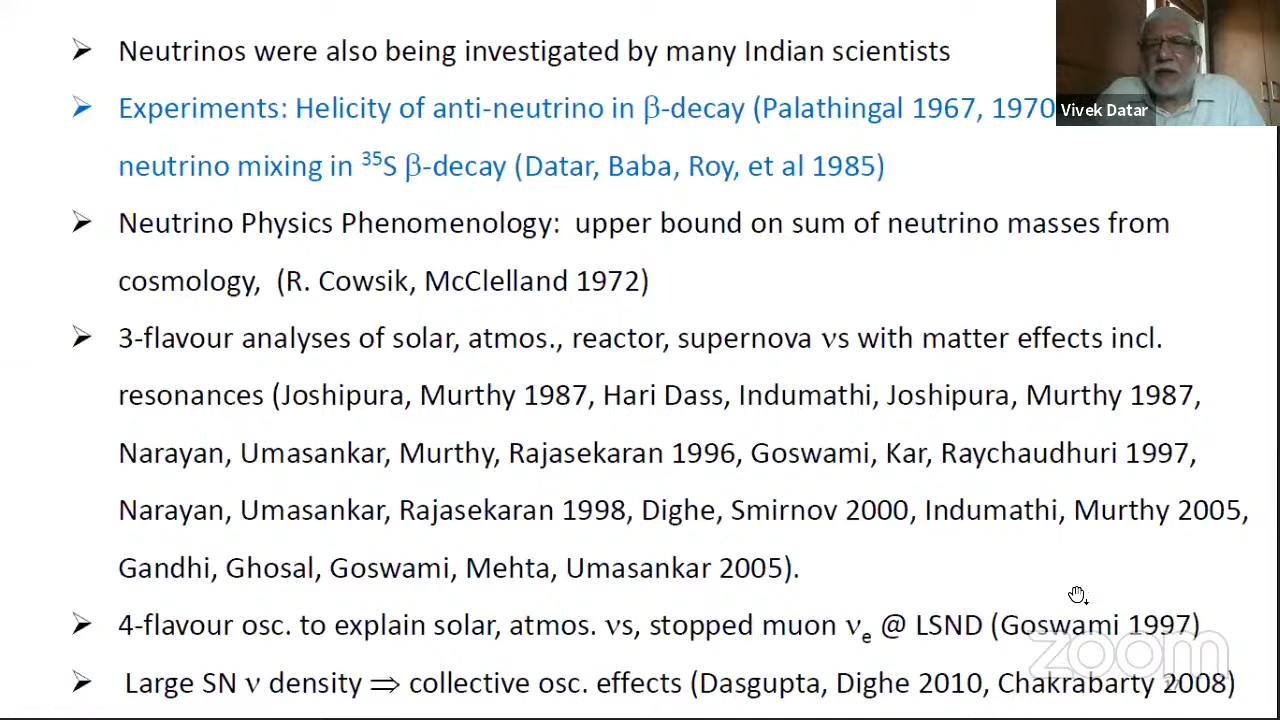 ➢ Neutrinos were also being investigated by many Indian scientists
➢ Experiments: Helicity of anti-neutrino in β-decay (Palathingal 1967, 1970
neutrino mixing in ³⁵S β-decay (Datar, Baba, Roy, et al 1985)
➢ Neutrino Physics Phenomenology: upper bound on sum of neutrino masses from
cosmology, (R. Cowsik, McClelland 1972)
➢ 3-flavour analyses of solar, atmos., reactor, supernova νs with matter effects incl.
resonances (Joshipura, Murthy 1987, Hari Dass, Indumathi, Joshipura, Murthy 1987,
Narayan, Umasankar, Murthy, Rajasekaran 1996, Goswami, Kar, Raychaudhuri 1997,
Narayan, Umasankar, Rajasekaran 1998, Dighe, Smirnov 2000, Indumathi, Murthy 2005,
Gandhi, Ghosal, Goswami, Mehta, Umasankar 2005).
➢ 4-flavour osc. to explain solar, atmos. νs, stopped muon νₑ @ LSND (Goswami 1997)
➢ Large SN ν density ⇒ collective osc. effects (Dasgupta, Dighe 2010, Chakrabarty 2008)
Vivek Datar
zoom